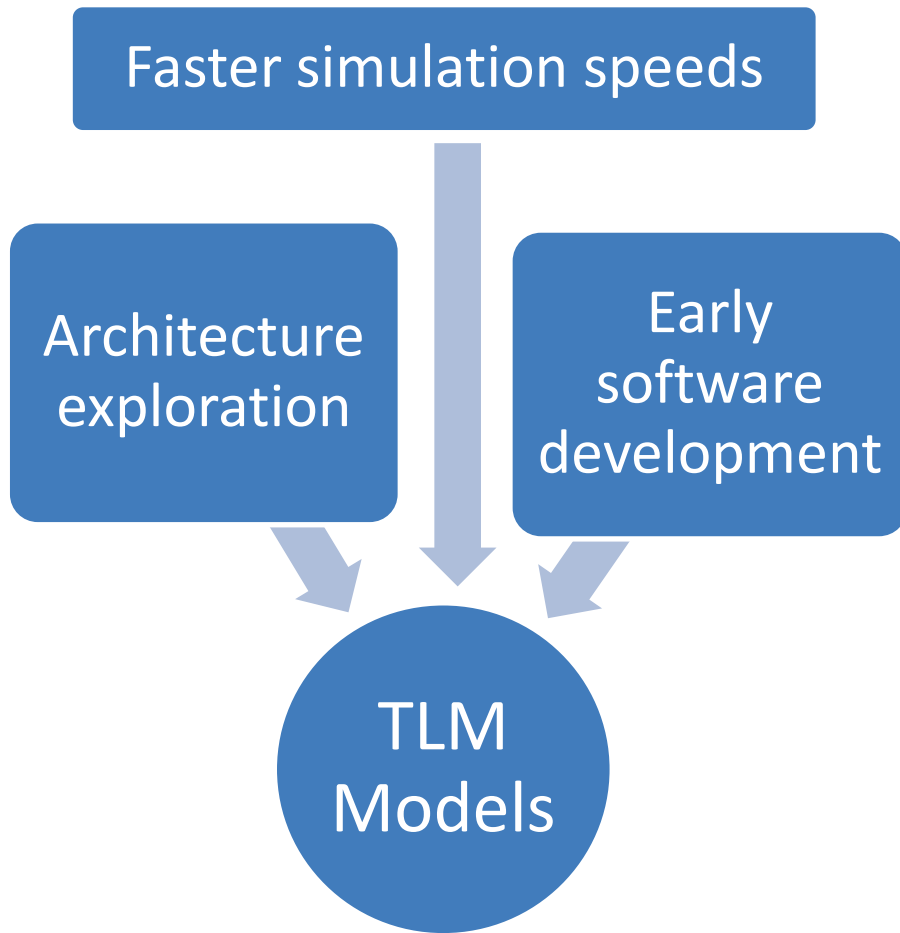 Faster simulation speeds
Architecture
exploration
Early
software
development
TLM
Models